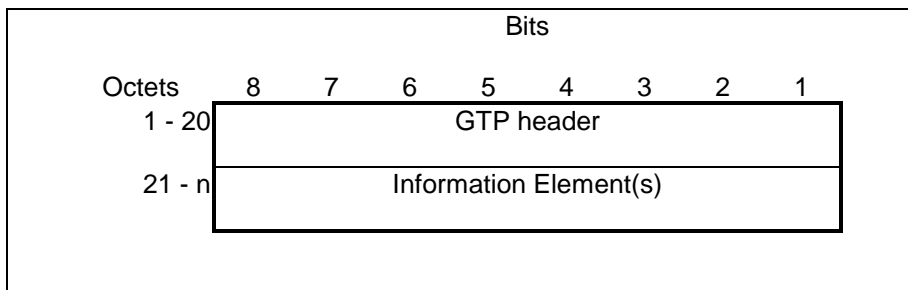 Bits
Octets 8 7 6 5 4 3 2 1
1 - 20 GTP header
21 - n Information Element(s)